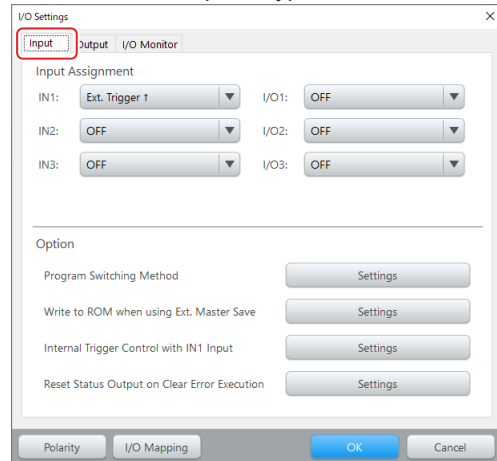 I/O Settings
Input Output I/O Monitor
Input Assignment
IN1: Ext. Trigger ↑ I/O1: OFF
IN2: OFF I/O2: OFF
IN3: OFF I/O3: OFF
Option
Program Switching Method Settings
Write to ROM when using Ext. Master Save Settings
Internal Trigger Control with IN1 Input Settings
Reset Status Output on Clear Error Execution Settings
Polarity I/O Mapping OK Cancel